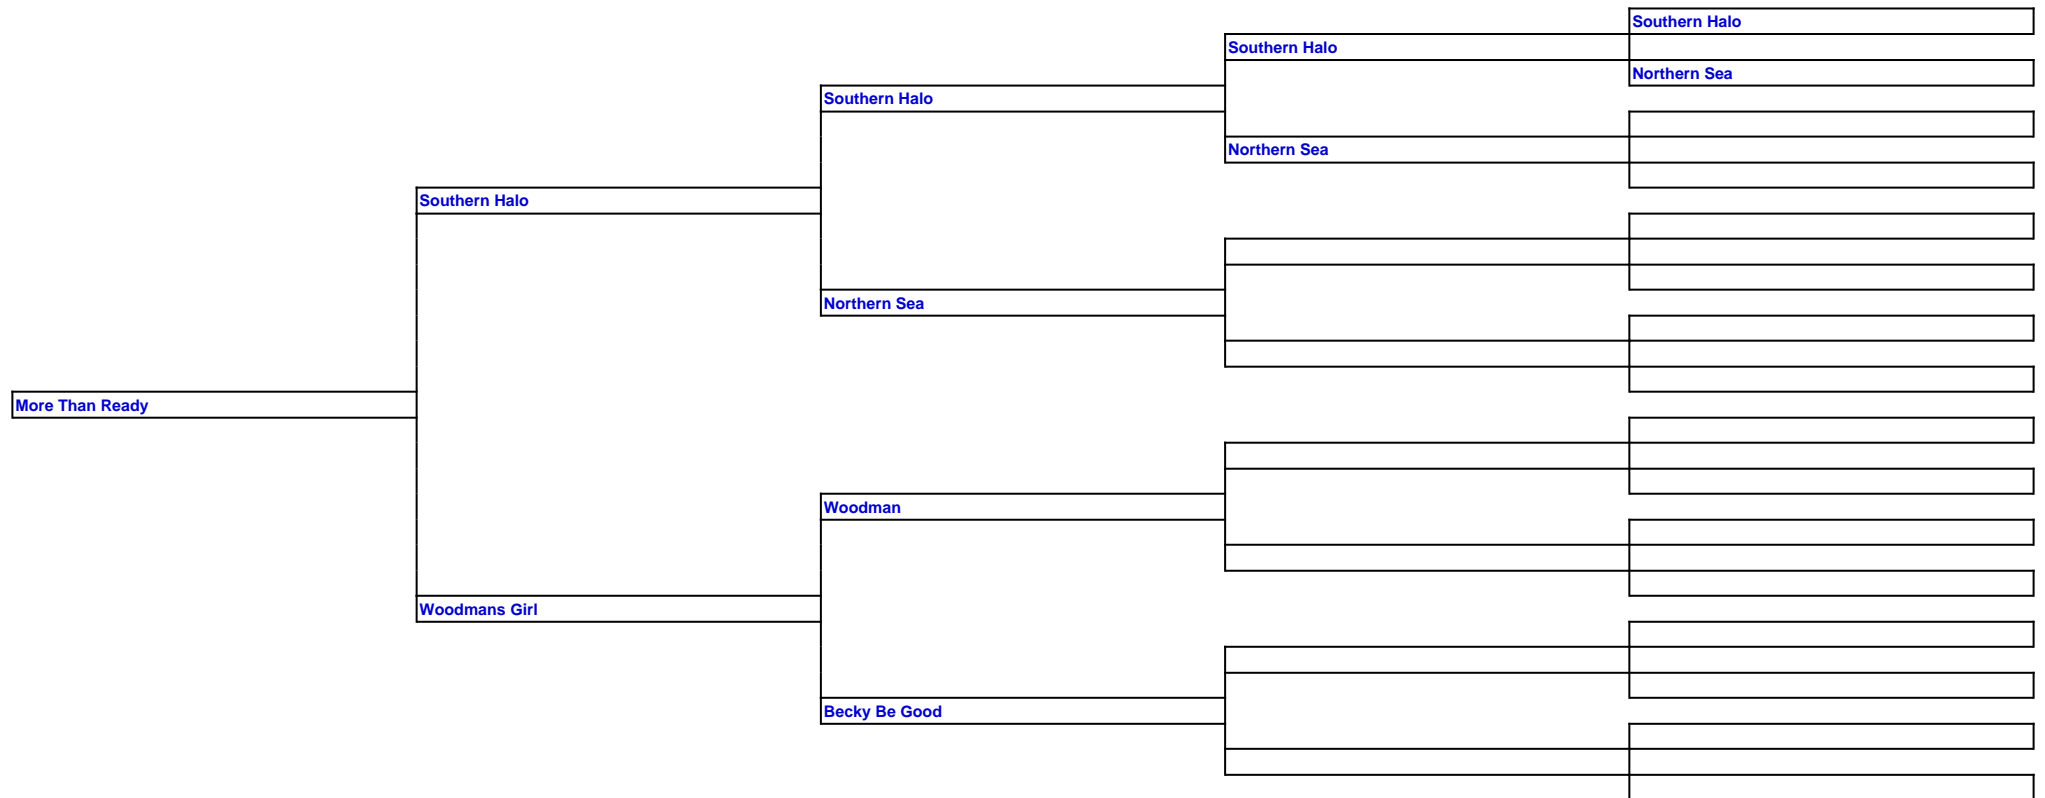 Southern Halo
Southern Halo
Northern Sea
Southern Halo
Northern Sea
Southern Halo
Northern Sea
More Than Ready
Woodman
Woodmans Girl
Becky Be Good